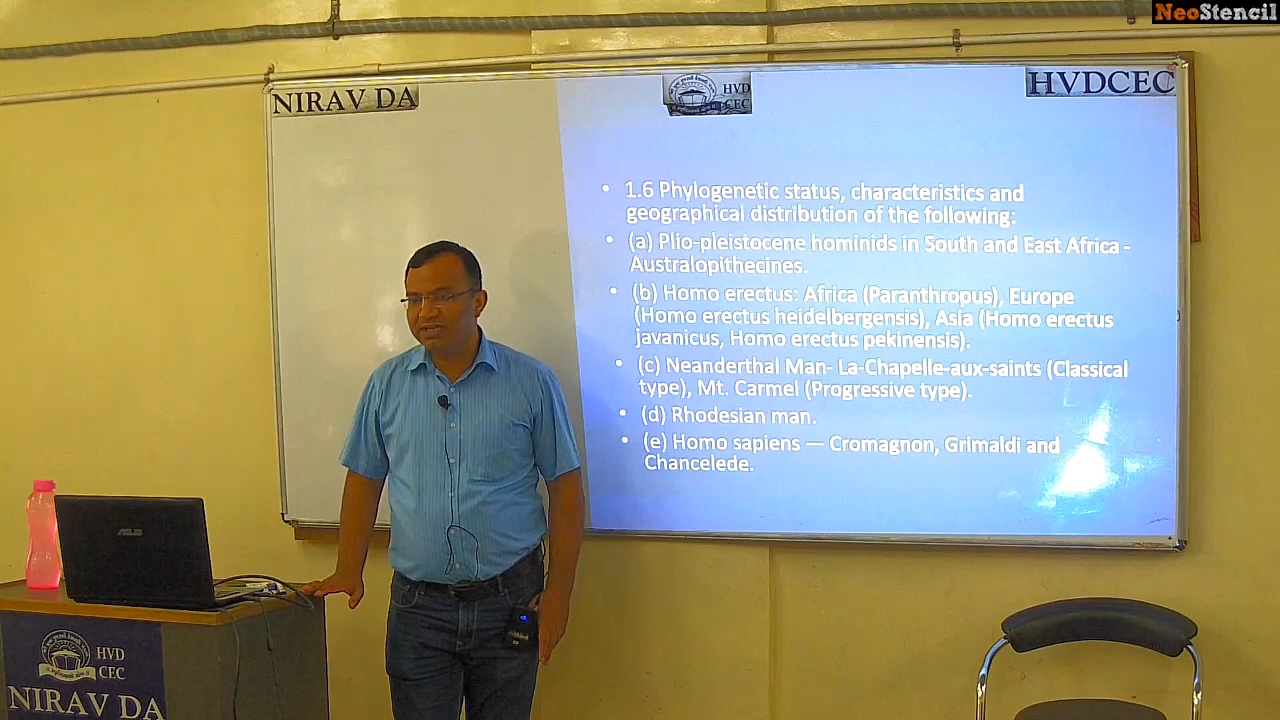 NeoStencil
NIRAV DA
HVD
CEC
HVDCEC
• 1.6 Phylogenetic status, characteristics and
geographical distribution of the following:
• (a) Plio-pleistocene hominids in South and East Africa -
Australopithecines.
• (b) Homo erectus: Africa (Paranthropus), Europe
(Homo erectus heidelbergensis), Asia (Homo erectus
javanicus, Homo erectus pekinensis).
• (c) Neanderthal Man- La-Chapelle-aux-saints (Classical
type), Mt. Carmel (Progressive type).
• (d) Rhodesian man.
• (e) Homo sapiens — Cromagnon, Grimaldi and
Chancelede.
ASUS
HVD
CEC
NIRAV DA